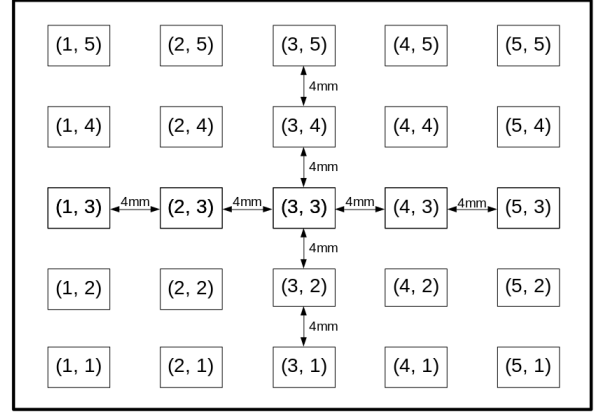 (1, 5) (2, 5) (3, 5) (4, 5) (5, 5)
4mm
(1, 4) (2, 4) (3, 4) (4, 4) (5, 4)
4mm
(1, 3) 4mm (2, 3) 4mm (3, 3) 4mm (4, 3) 4mm (5, 3)
4mm
(1, 2) (2, 2) (3, 2) (4, 2) (5, 2)
4mm
(1, 1) (2, 1) (3, 1) (4, 1) (5, 1)